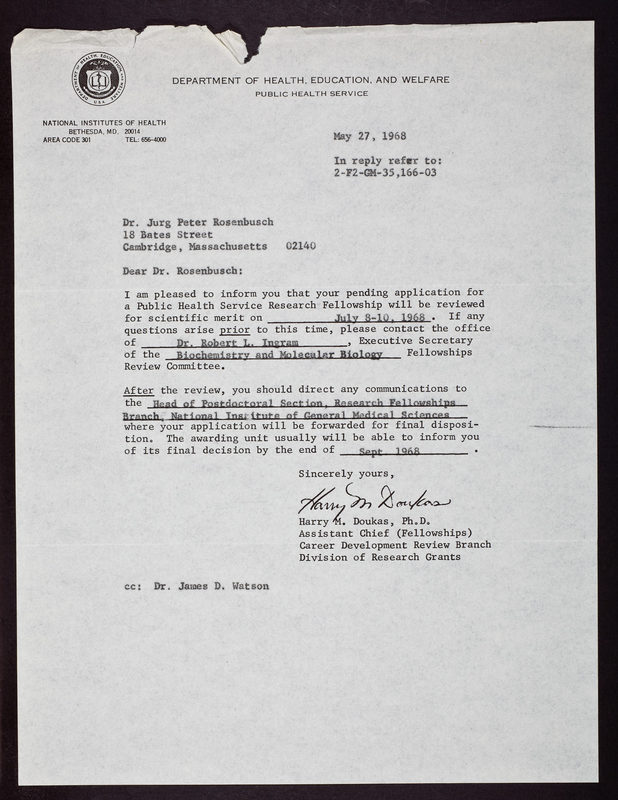 DEPARTMENT OF HEALTH, EDUCATION, AND WELFARE
PUBLIC HEALTH SERVICE
NATIONAL INSTITUTES OF HEALTH
BETHESDA, MD. 20014
AREA CODE 301 TEL: 656-4000
May 27, 1968
In reply refer to:
2-F2-GM-35,166-03
Dr. Jurg Peter Rosenbusch
18 Bates Street
Cambridge, Massachusetts 02140
Dear Dr. Rosenbusch:
I am pleased to inform you that your pending application for
a Public Health Service Research Fellowship will be reviewed
for scientific merit on July 8-10, 1968. If any
questions arise prior to this time, please contact the office
of Dr. Robert L. Ingram, Executive Secretary
of the Biochemistry and Molecular Biology Fellowships
Review Committee.
After the review, you should direct any communications to
the Head of Postdoctoral Section, Research Fellowships
Branch, National Institute of General Medical Sciences
where your application will be forwarded for final disposi-
tion. The awarding unit usually will be able to inform you
of its final decision by the end of Sept 1968.
Sincerely yours,
Harry M Doukas
Harry M. Doukas, Ph.D.
Assistant Chief (Fellowships)
Career Development Review Branch
Division of Research Grants
cc: Dr. James D. Watson